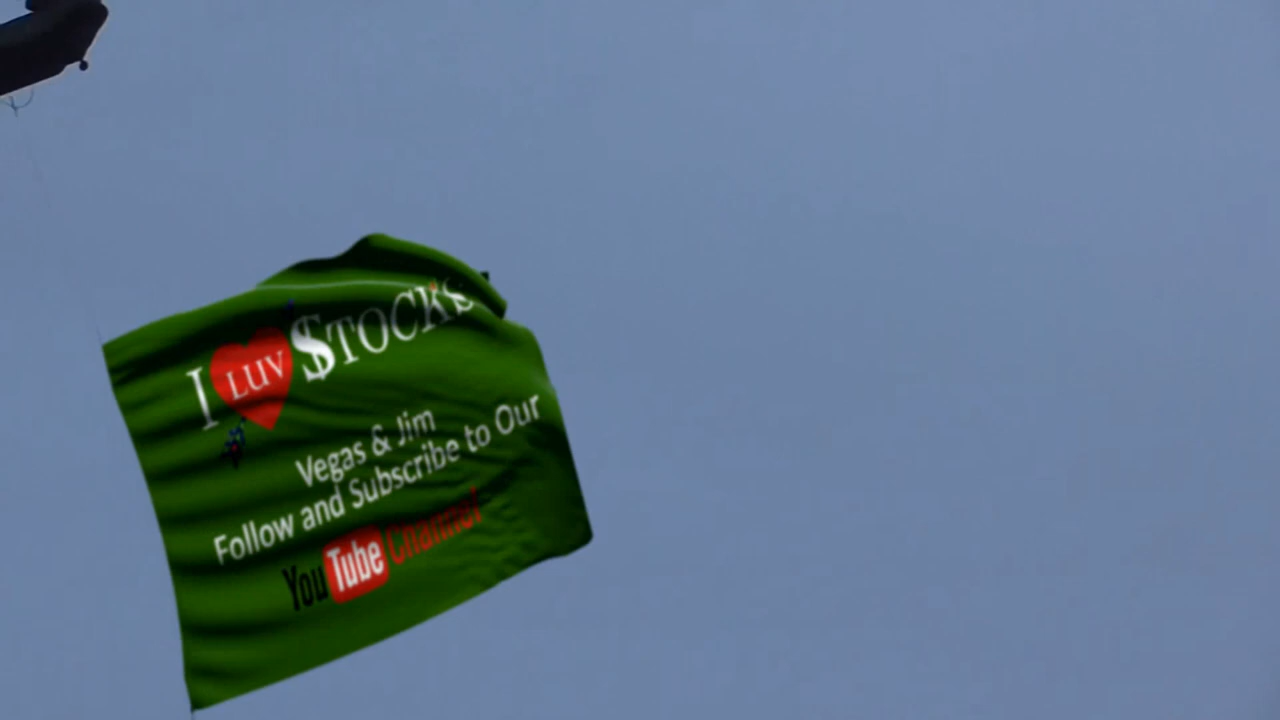 I LUV $TOCKS
Vegas & Jim
Follow and Subscribe to Our
YouTube Channel